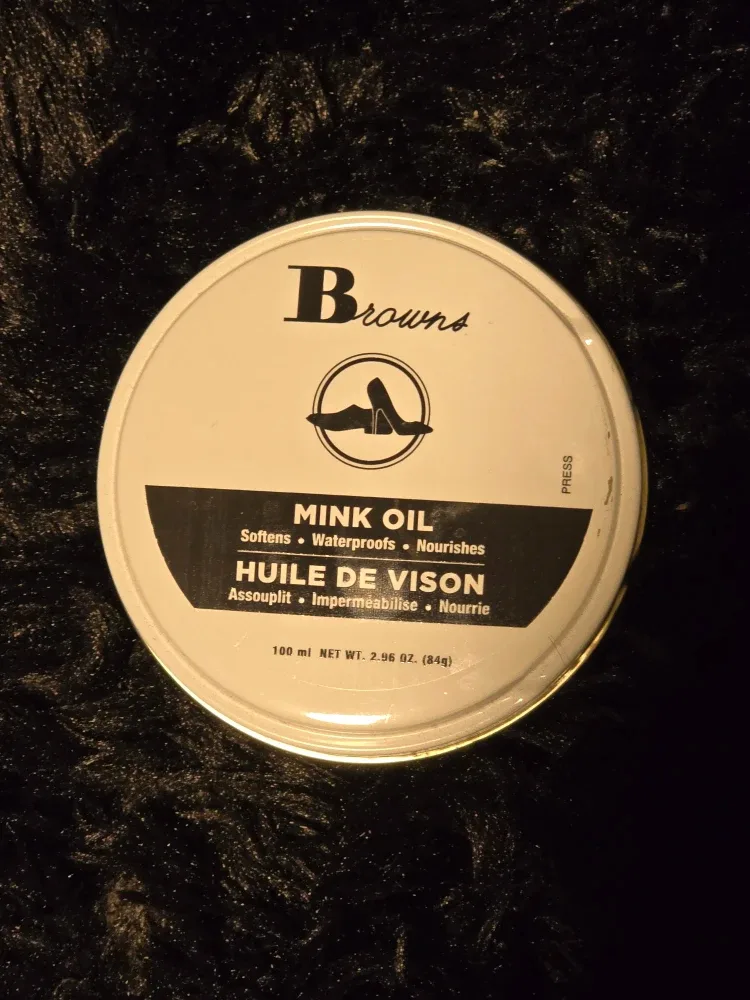 Browns
PRESS
MINK OIL
Softens • Waterproofs • Nourishes
HUILE DE VISON
Assouplit • Imperméabilise • Nourrie
100 ml NET WT. 2.96 OZ. (84g)